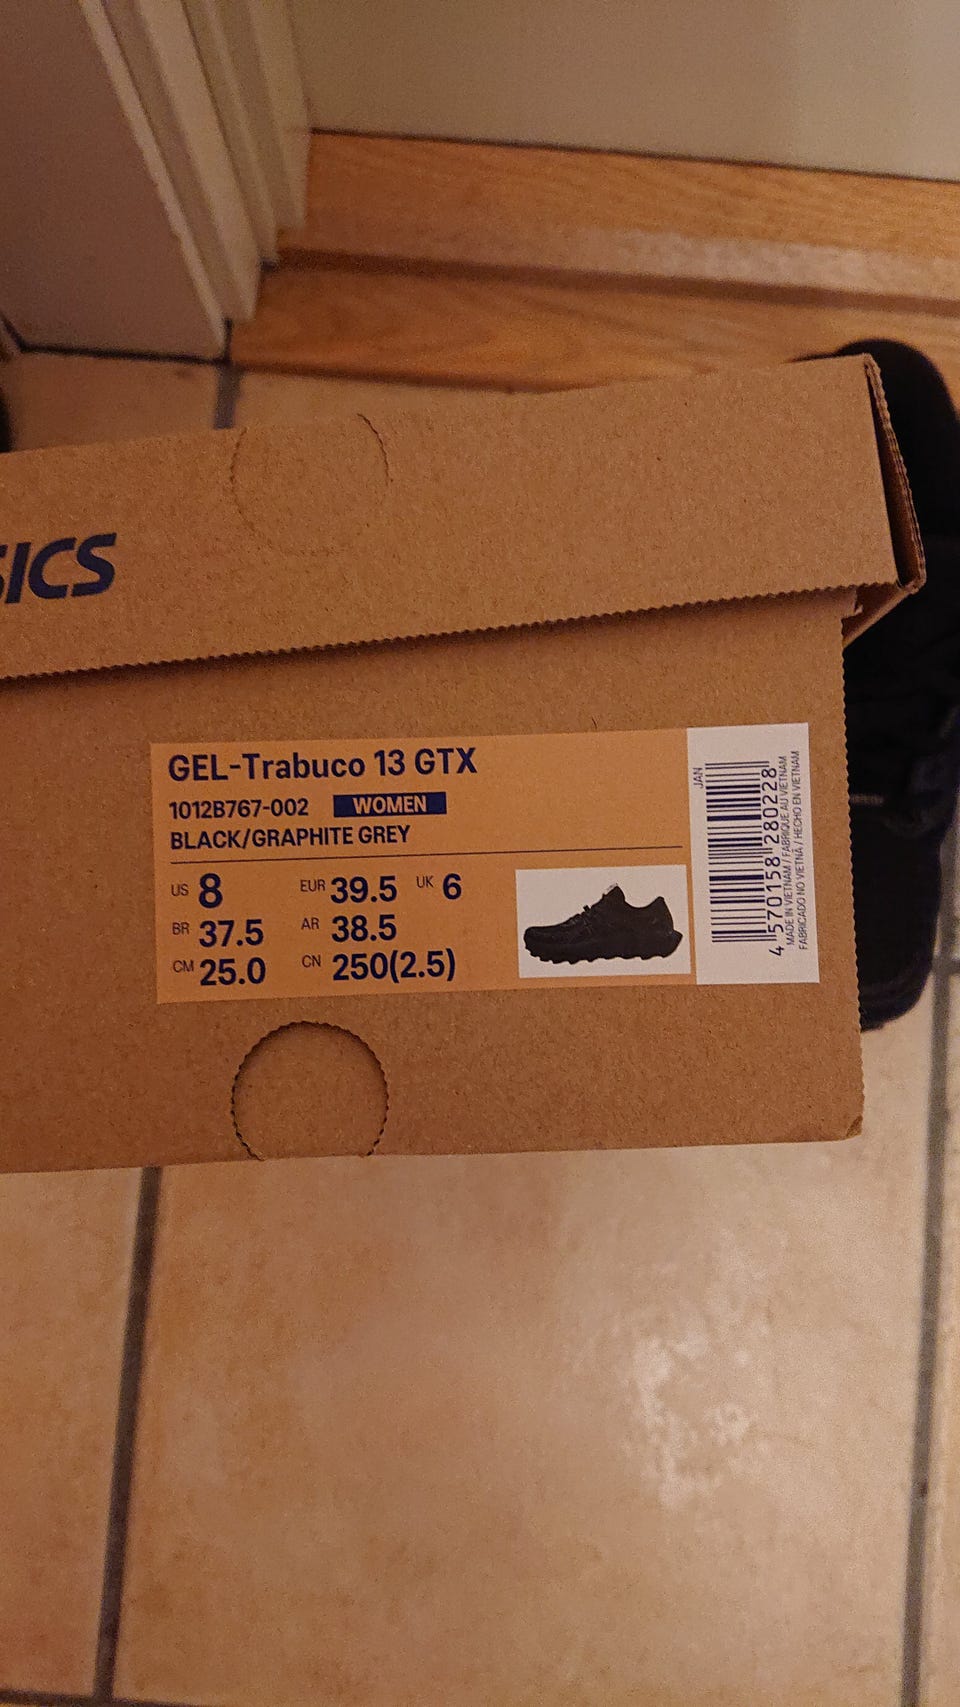 SICS
GEL-Trabuco 13 GTX
1012B767-002 WOMEN
BLACK/GRAPHITE GREY
US 8 EUR 39.5 UK 6
BR 37.5 AR 38.5
CM 25.0 CN 250(2.5)
JAN
4 570158 280228
MADE IN VIETNAM / FABRIQUÉ AU VIETNAM
FABRICADO NO VIETNÃ / HECHO EN VIETNAM